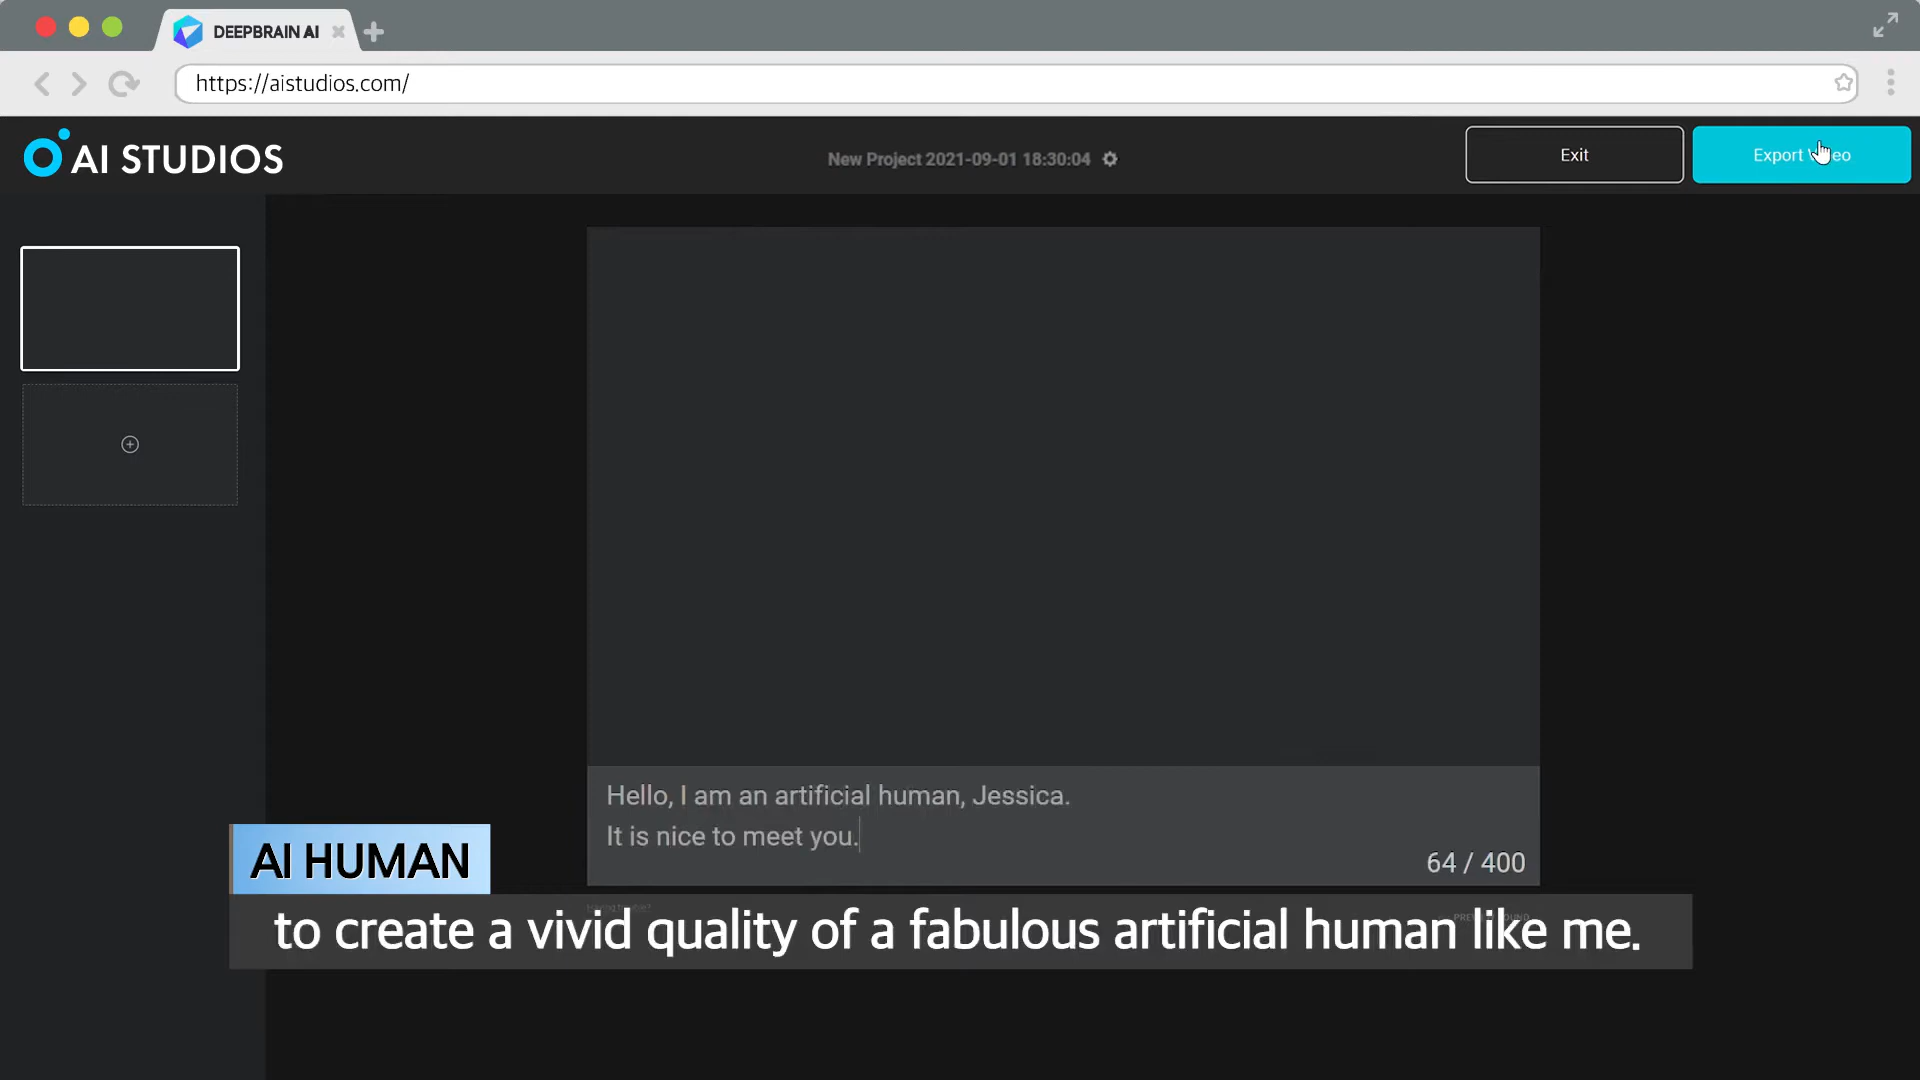 DEEPBRAIN AI
https://aistudios.com/
AI STUDIOS
New Project 2021-09-01 18:30:04
Exit
Export
Hello, I am an artificial human, Jessica.
It is nice to meet you.
64 / 400
AI HUMAN
to create a vivid quality of a fabulous artificial human like me.